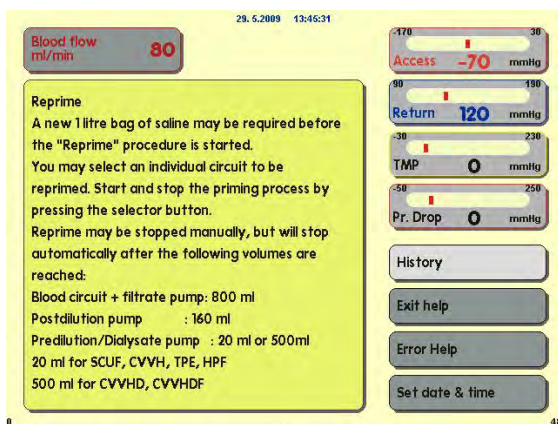 29. 5.2009 13:45:31
Blood flow
ml/min 80
Reprime
A new 1 litre bag of saline may be required before
the "Reprime" procedure is started.
You may select an individual circuit to be
reprimed. Start and stop the priming process by
pressing the selector button.
Reprime may be stopped manually, but will stop
automatically after the following volumes are
reached:
Blood circuit + filtrate pump: 800 ml
Postdilution pump : 160 ml
Predilution/Dialysate pump : 20 ml or 500ml
20 ml for SCUF, CVVH, TPE, HPF
500 ml for CVVHD, CVVHDF
-170 30
Access -70 mmHg
90 190
Return 120 mmHg
-30 230
TMP 0 mmHg
-50 250
Pr. Drop 0 mmHg
History
Exit help
Error Help
Set date & time
0